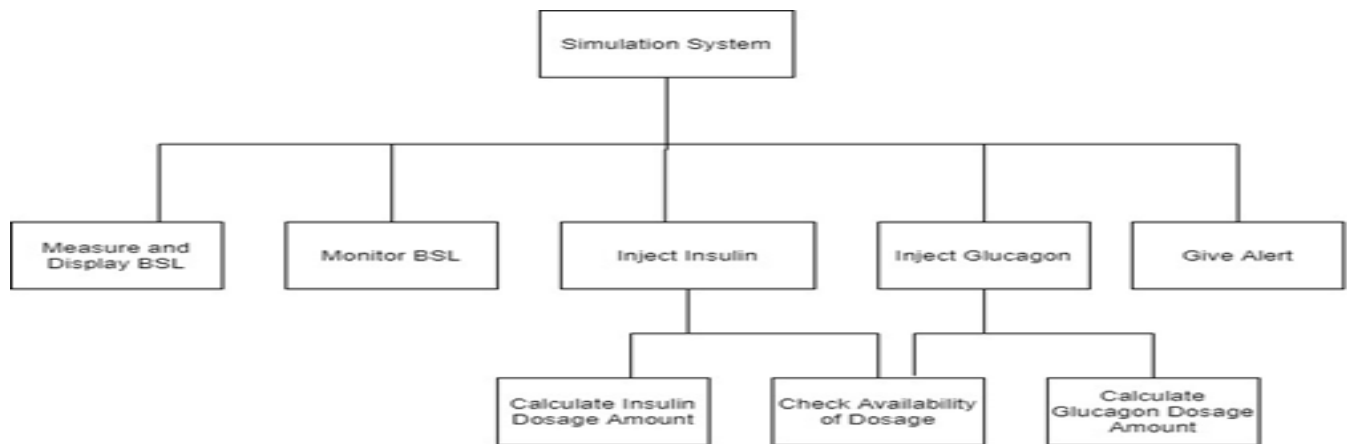 Simulation System
Measure and
Display BSL
Monitor BSL
Inject Insulin
Inject Glucagon
Give Alert
Calculate Insulin
Dosage Amount
Check Availability
of Dosage
Calculate
Glucagon Dosage
Amount